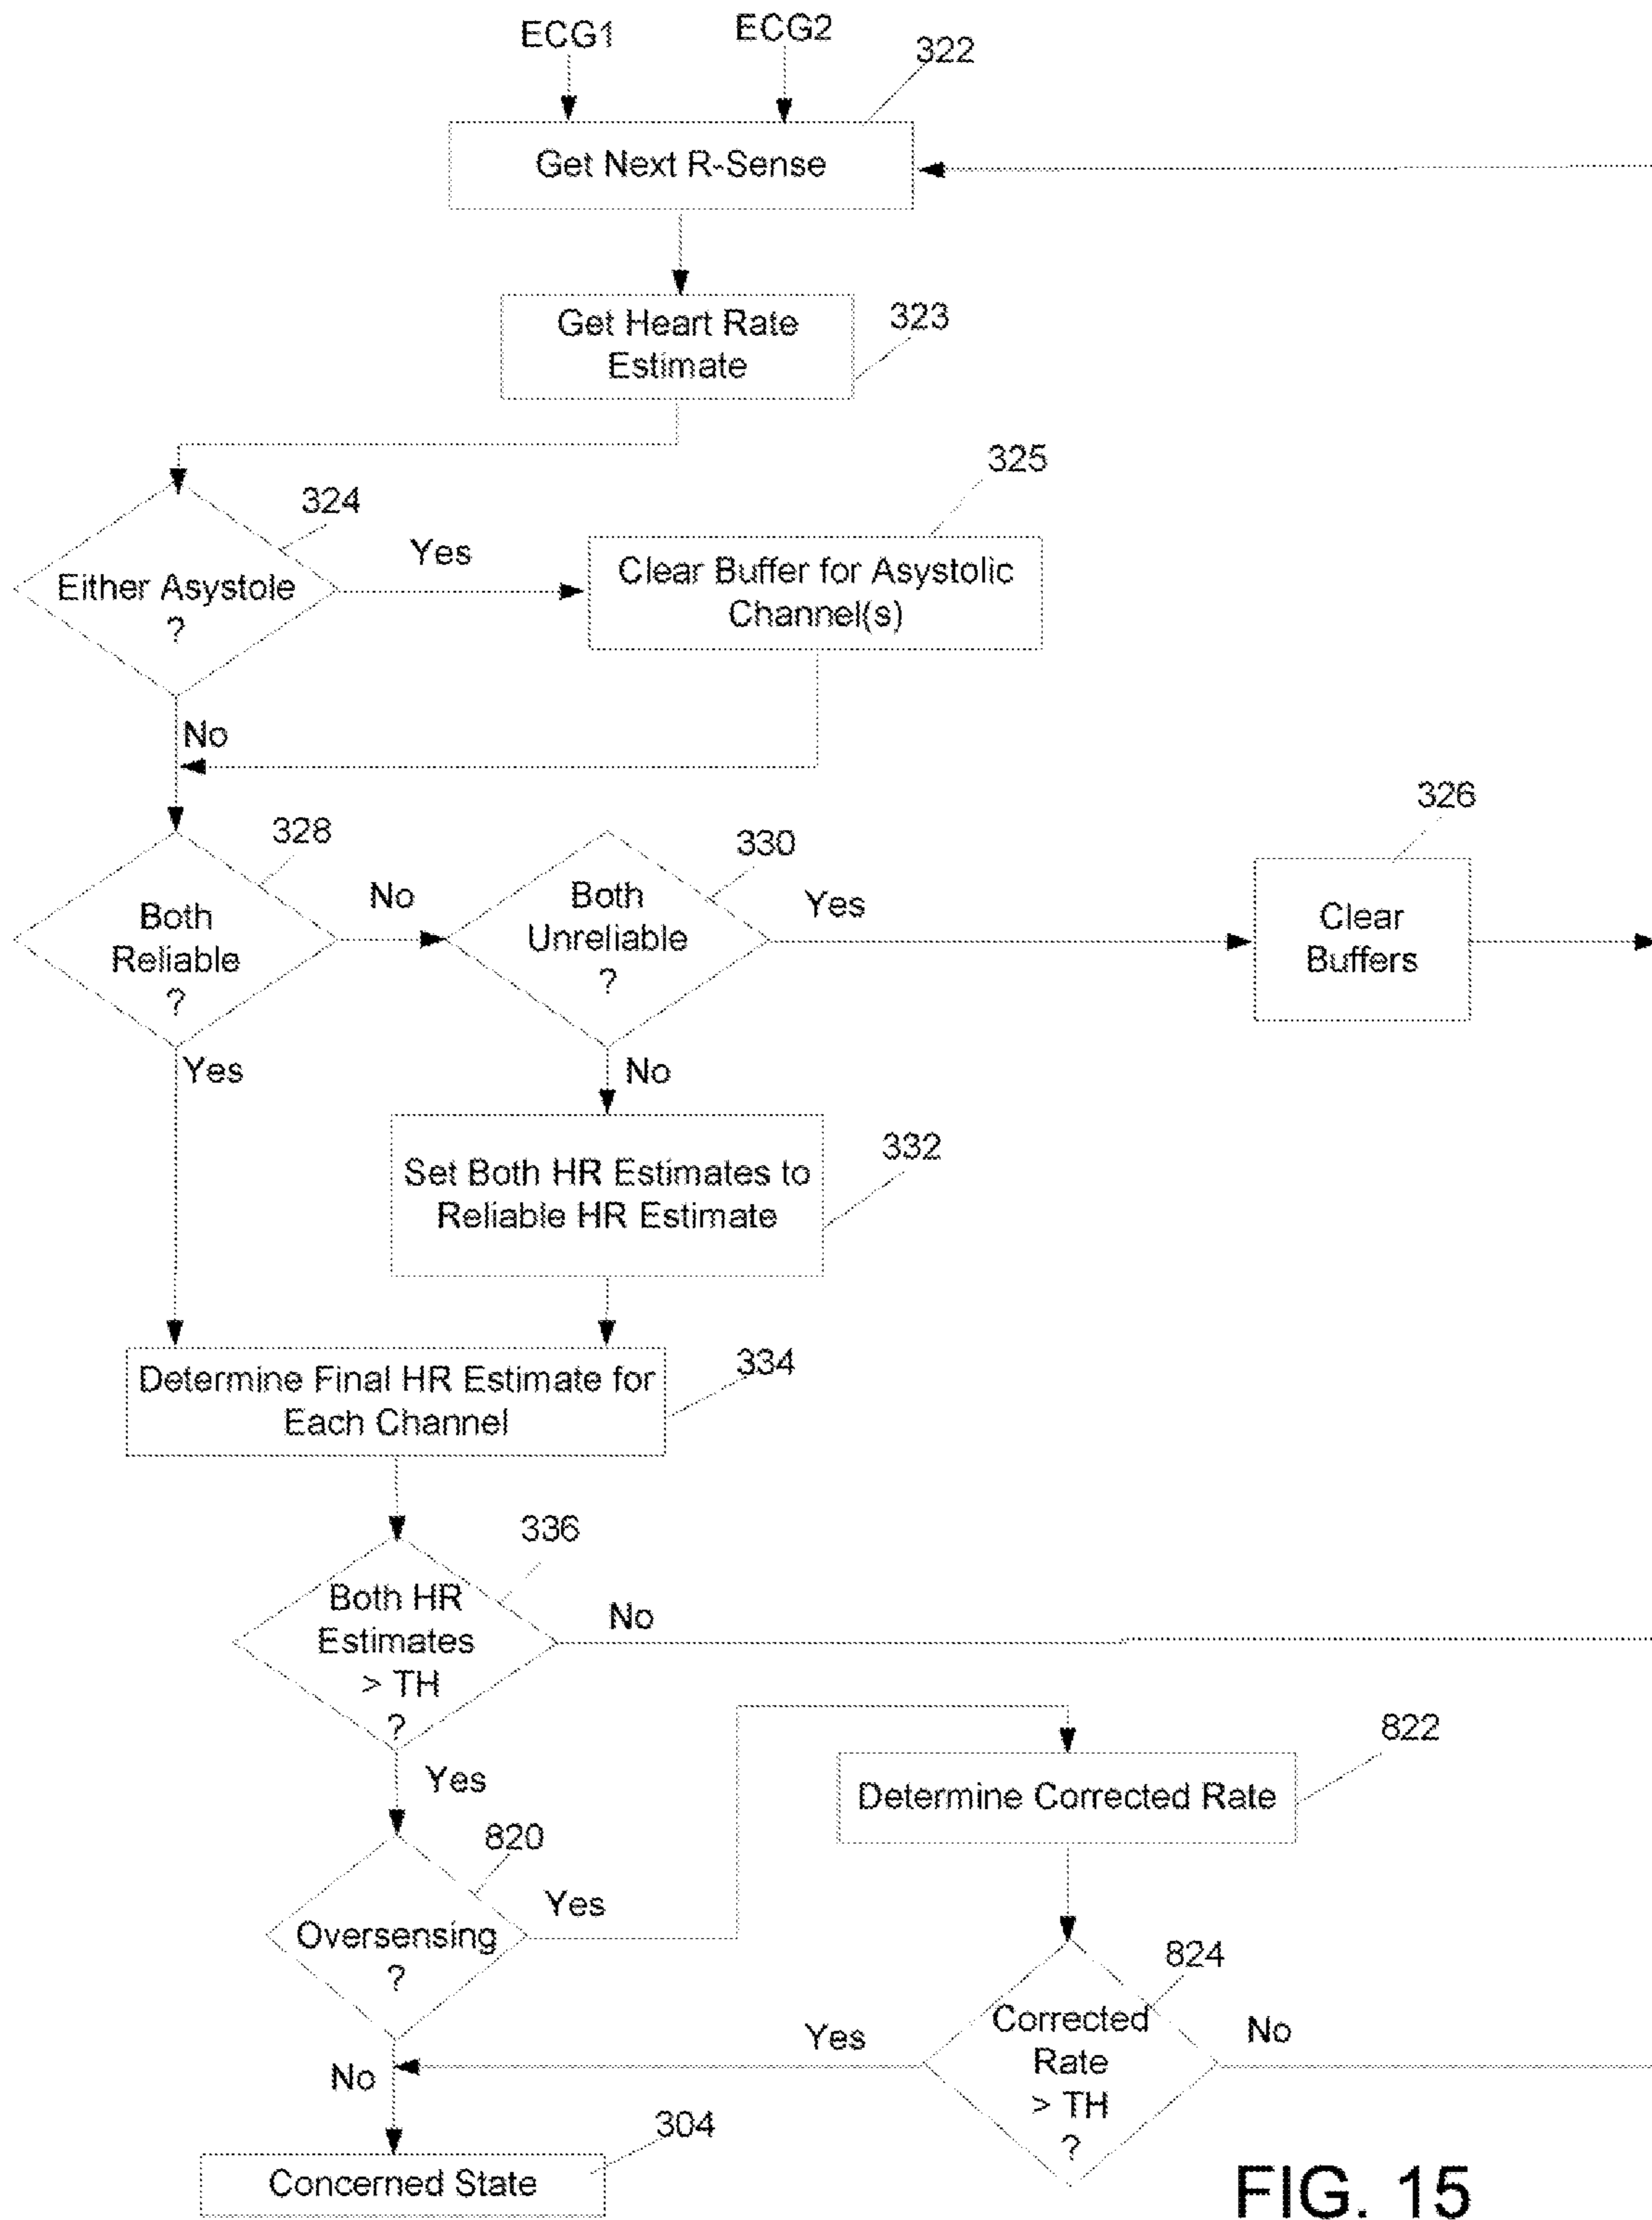 ECG1
ECG2
322
Get Next R-Sense
323
Get Heart Rate
Estimate
325
324
Yes
Either Asystole
?
Clear Buffer for Asystolic
Channel(s)
No
326
328
330
No
Both
Reliable
?
Both
Unreliable
?
Yes
Clear
Buffers
Yes
No
332
Set Both HR Estimates to
Reliable HR Estimate
334
Determine Final HR Estimate for
Each Channel
336
Both HR
Estimates
> TH
?
No
Yes
822
Determine Corrected Rate
820
Yes
Oversensing
?
824
Corrected
Rate
> TH
?
Yes
No
No
304
Concerned State
FIG. 15